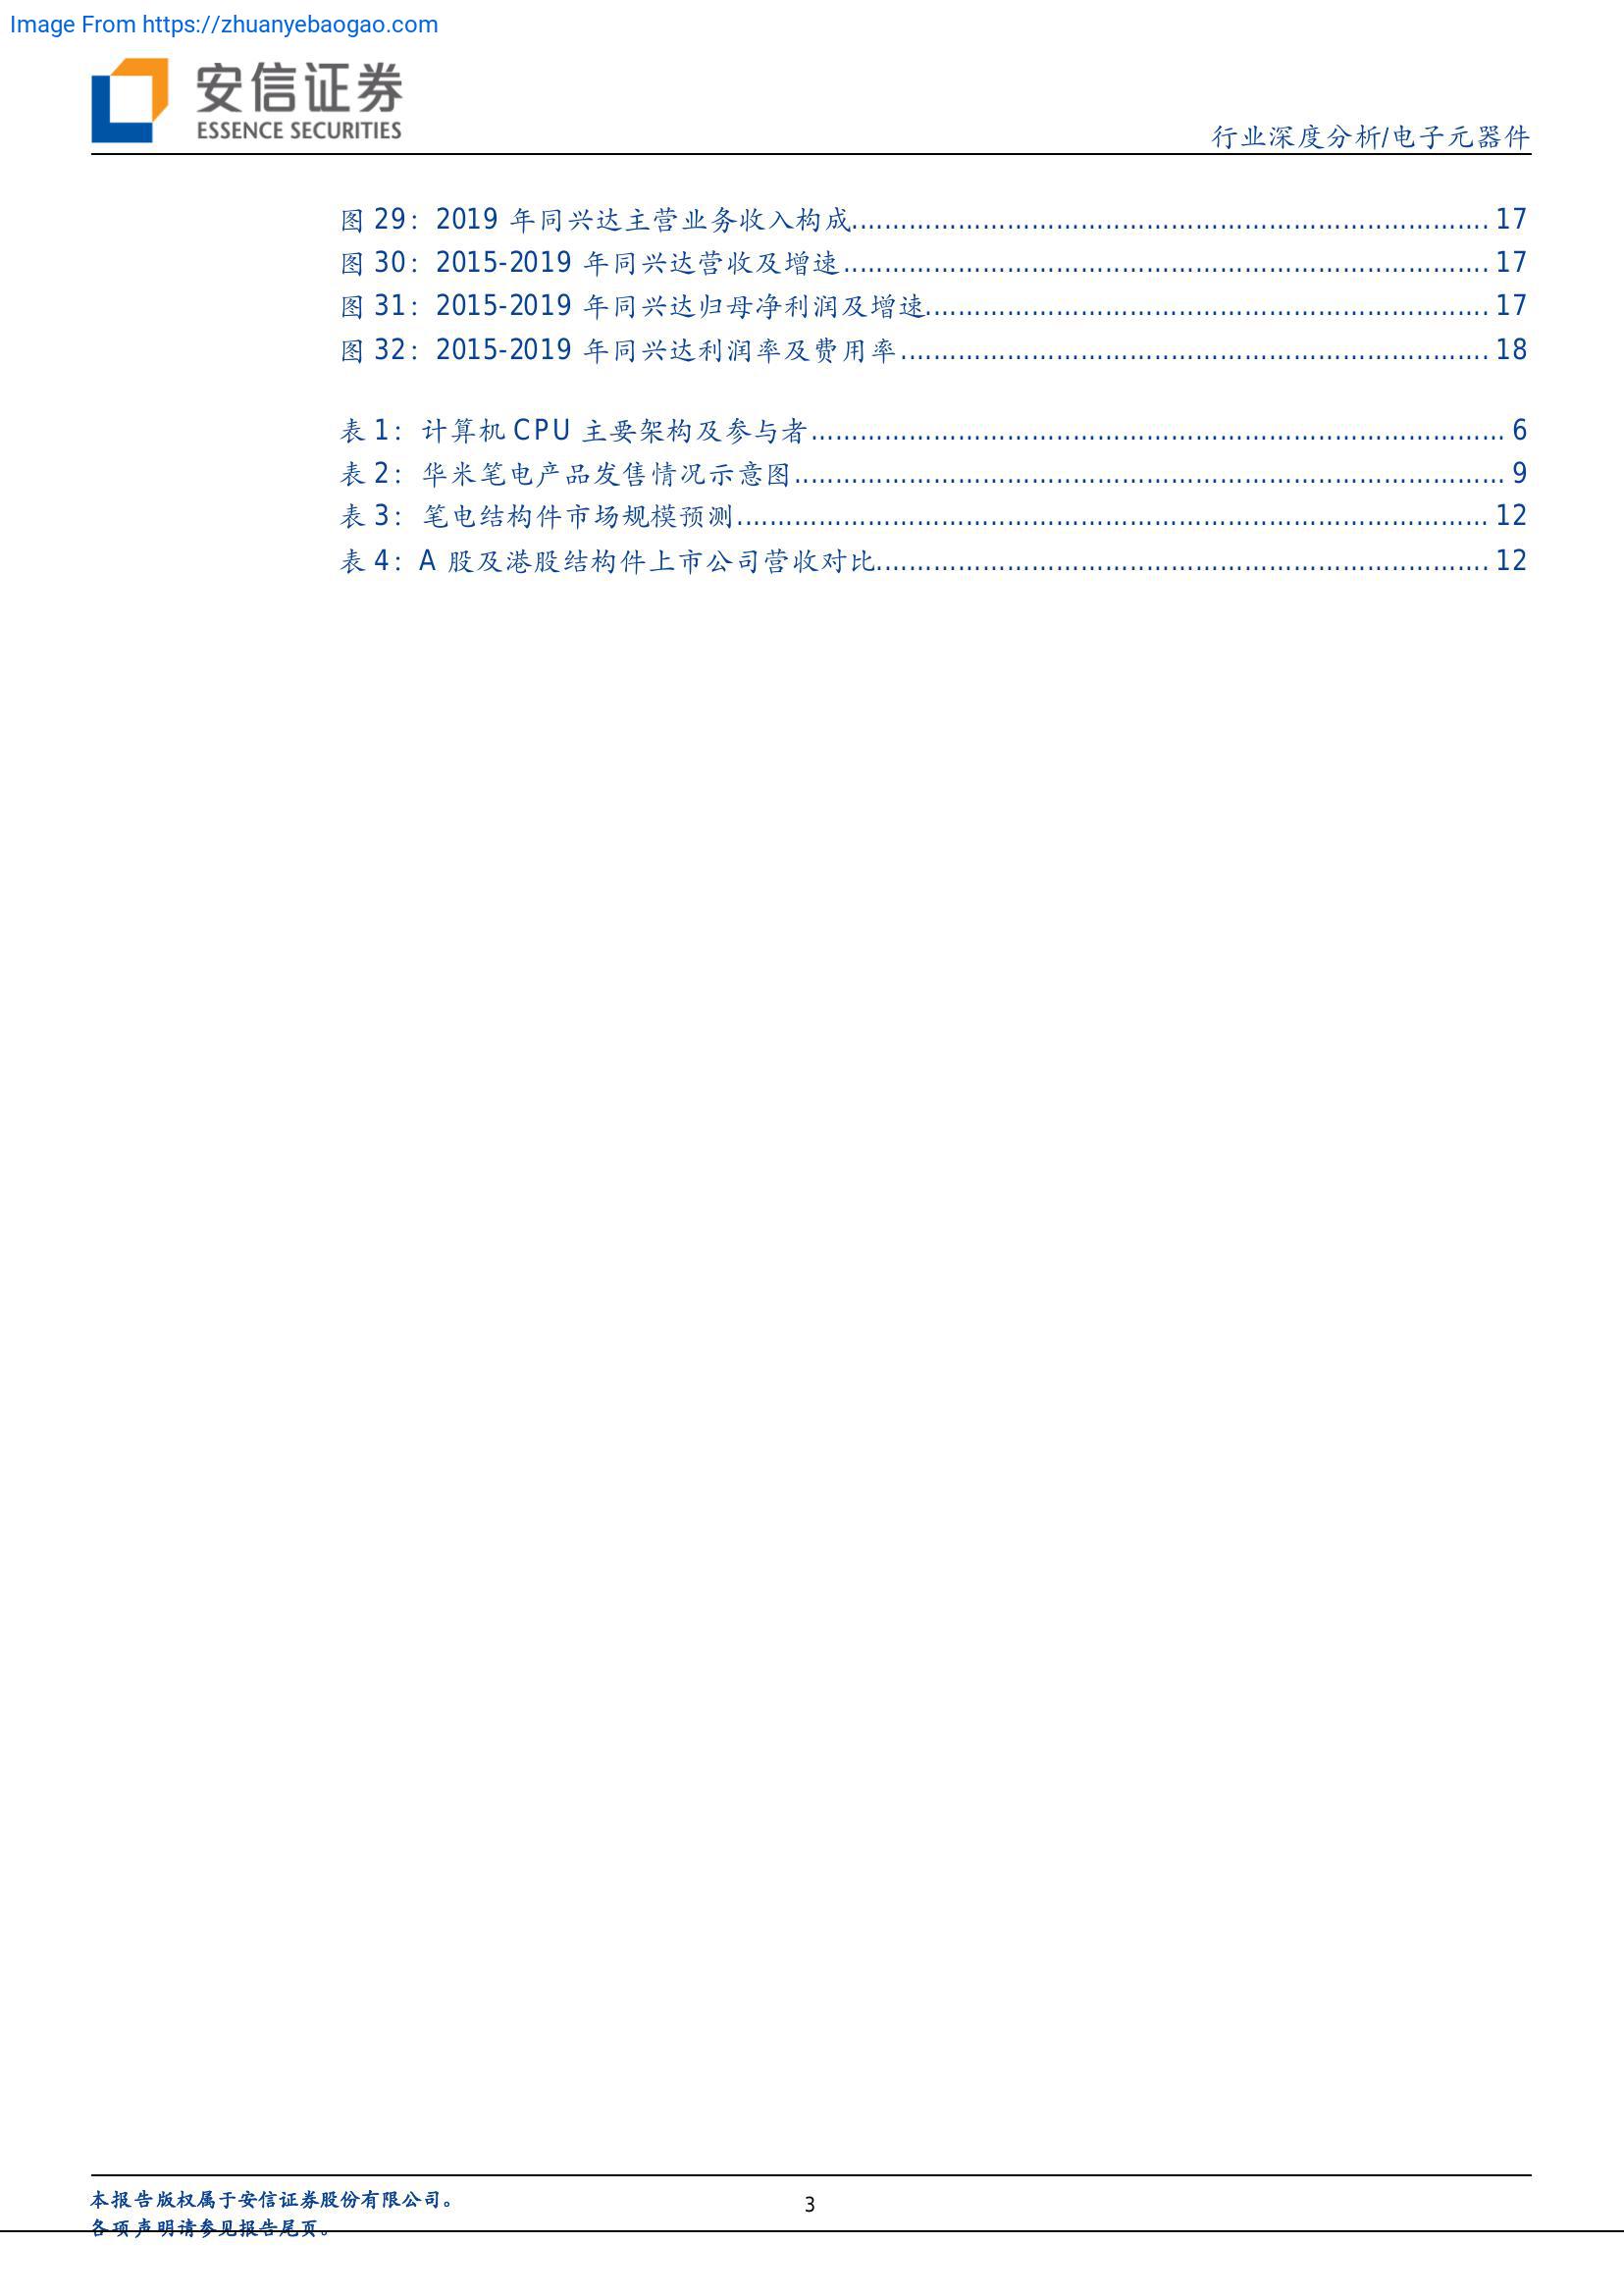 Image From https://zhuanyebaogao.com
安信证券
ESSENCE SECURITIES
行业深度分析/电子元器件
图 29：2019 年同兴达主营业务收入构成........................................................................... 17
图 30：2015-2019 年同兴达营收及增速........................................................................... 17
图 31：2015-2019 年同兴达归母净利润及增速.................................................................. 17
图 32：2015-2019 年同兴达利润率及费用率..................................................................... 18
表 1：计算机 CPU 主要架构及参与者................................................................................ 6
表 2：华米笔电产品发售情况示意图.................................................................................. 9
表 3：笔电结构件市场规模预测........................................................................................ 12
表 4：A 股及港股结构件上市公司营收对比....................................................................... 12
本报告版权属于安信证券股份有限公司。
3
各项声明请参见报告尾页。